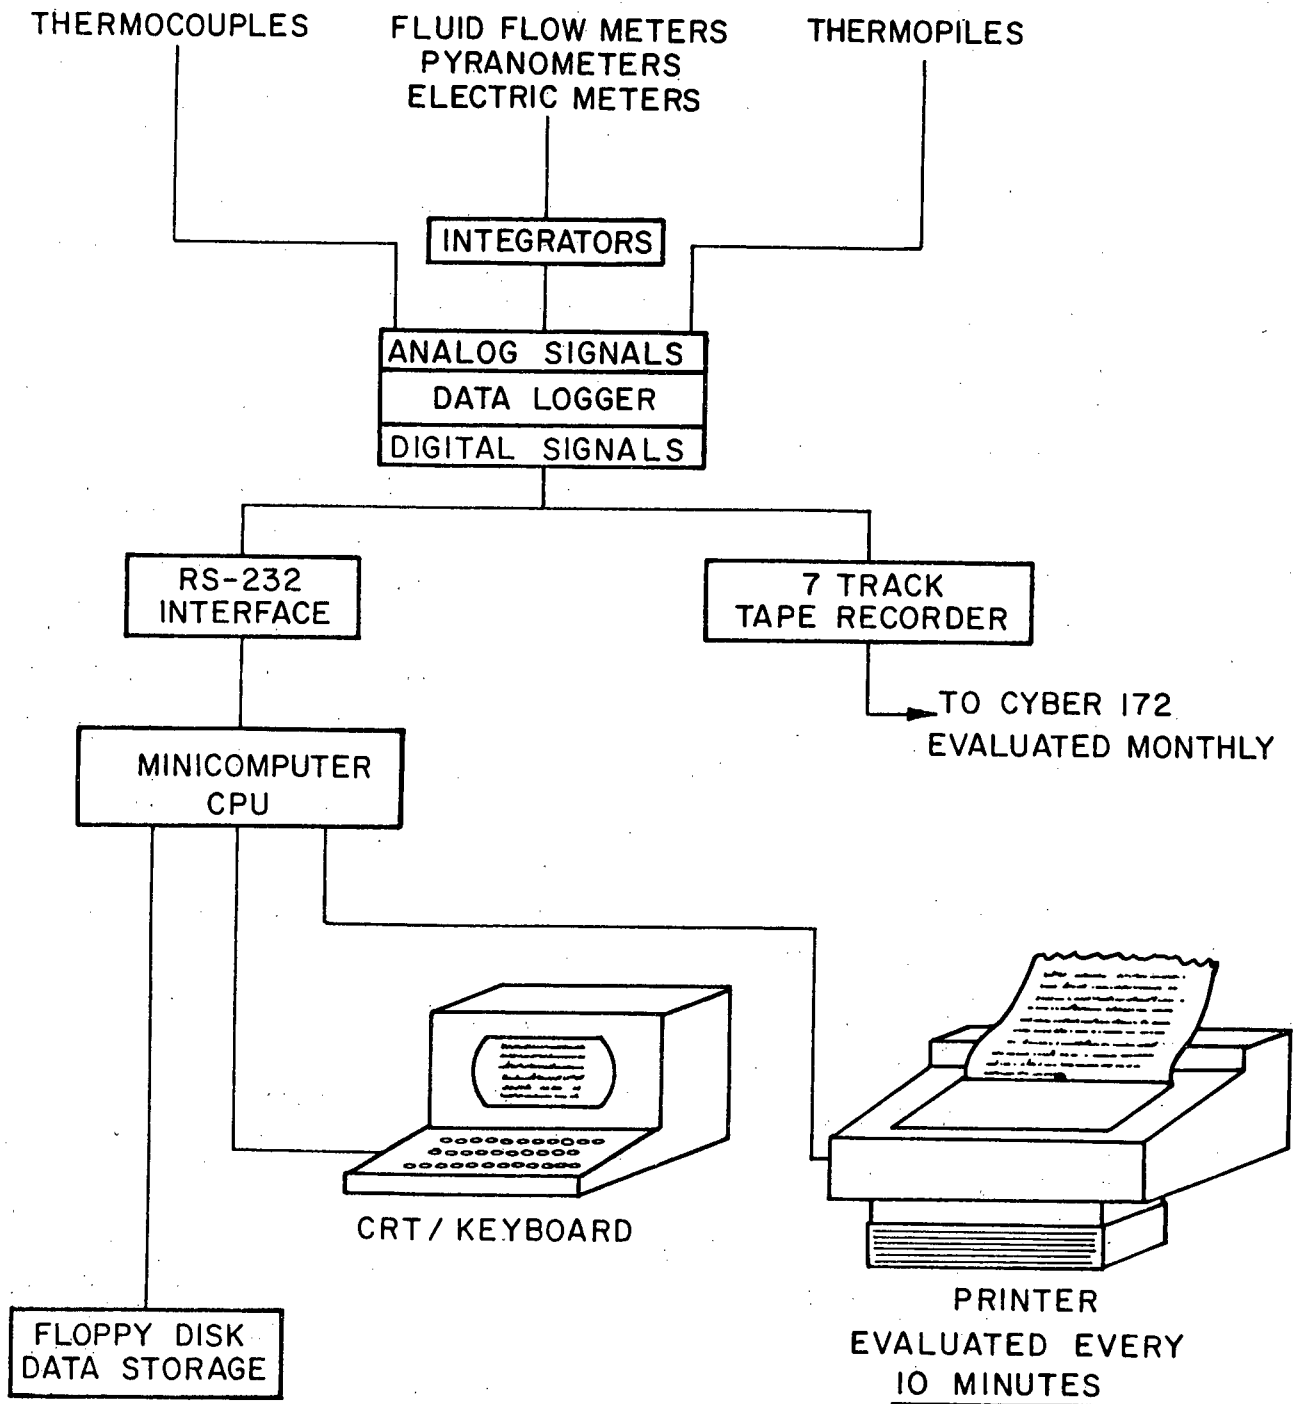 THERMOCOUPLES
FLUID FLOW METERS
PYRANOMETERS
ELECTRIC METERS
THERMOPILES
INTEGRATORS
ANALOG SIGNALS
DATA LOGGER
DIGITAL SIGNALS
RS-232
INTERFACE
7 TRACK
TAPE RECORDER
TO CYBER 172
EVALUATED MONTHLY
MINICOMPUTER
CPU
CRT / KEYBOARD
PRINTER
EVALUATED EVERY
10 MINUTES
FLOPPY DISK
DATA STORAGE